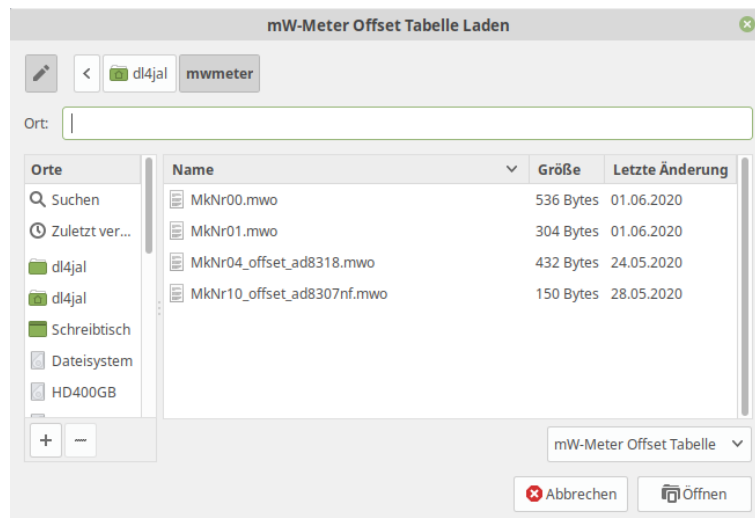 mW-Meter Offset Tabelle Laden
dl4jal mwmeter
Ort:
Orte Name Größe Letzte Änderung
Suchen MkNr00.mwo 536 Bytes 01.06.2020
Zuletzt ver... MkNr01.mwo 304 Bytes 01.06.2020
dl4jal MkNr04_offset_ad8318.mwo 432 Bytes 24.05.2020
dl4jal MkNr10_offset_ad8307nf.mwo 150 Bytes 28.05.2020
Schreibtisch
Dateisystem
HD400GB
mW-Meter Offset Tabelle
Abbrechen Öffnen